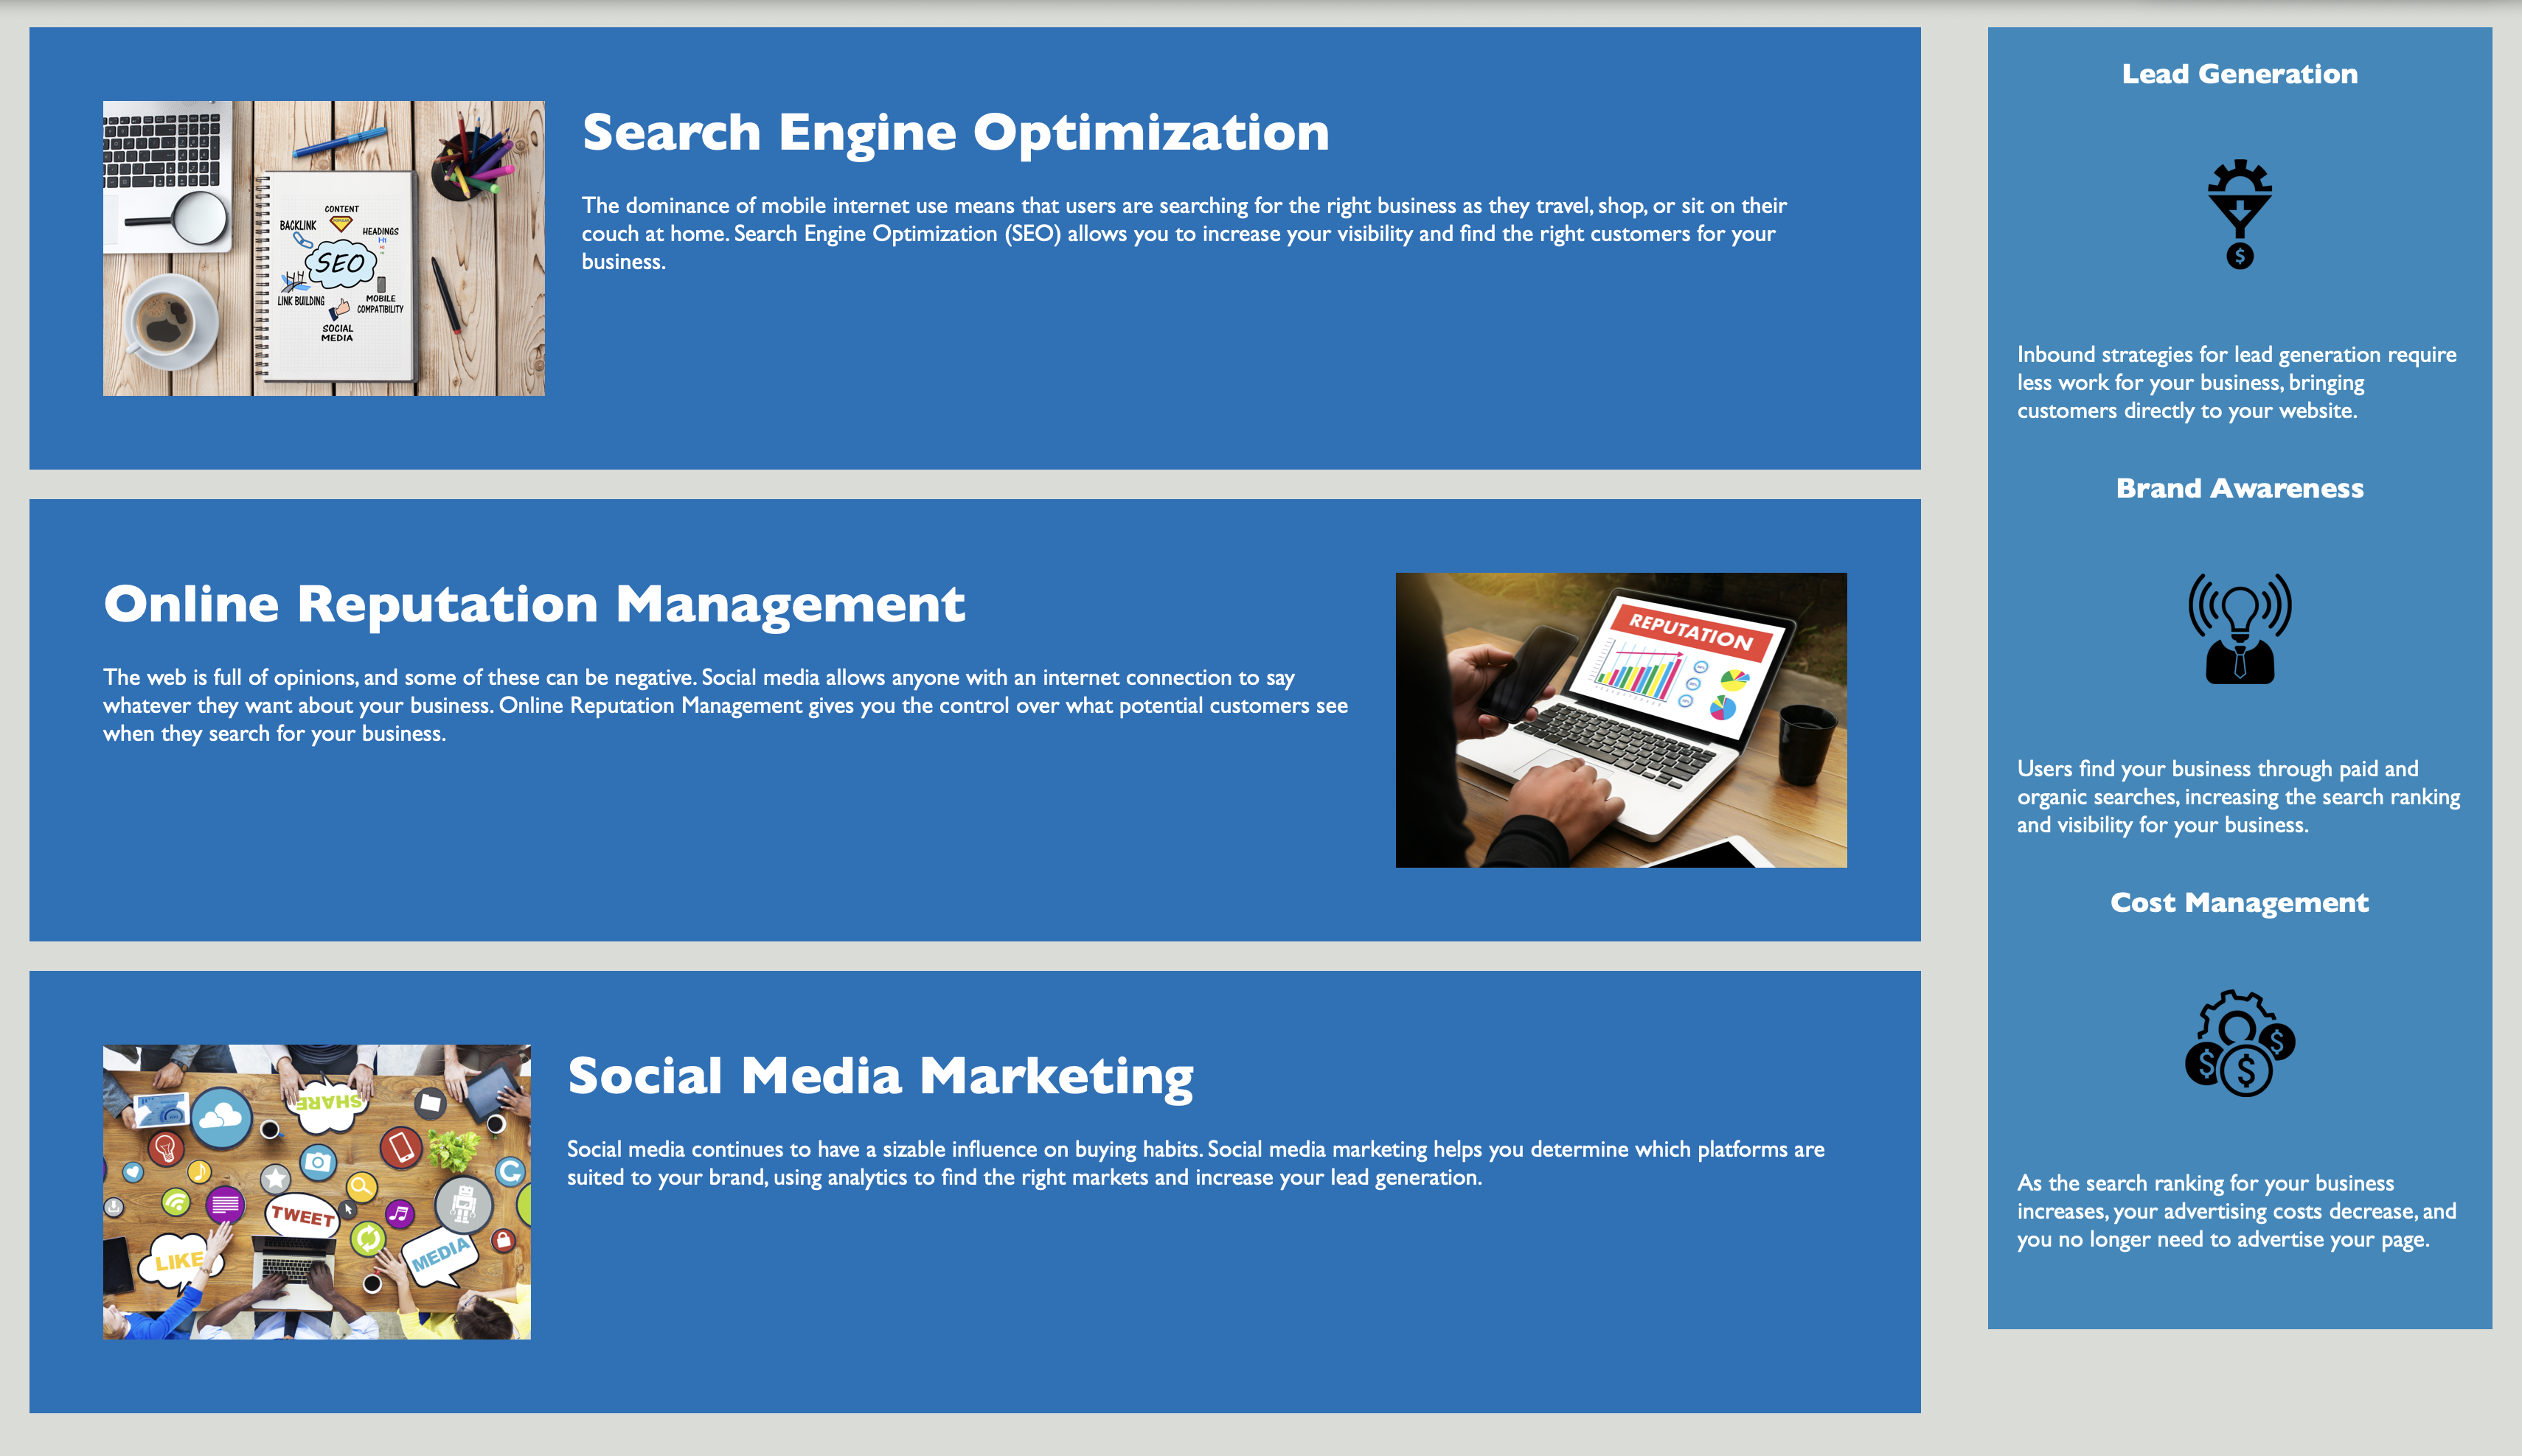 Search Engine Optimization
The dominance of mobile internet use means that users are searching for the right business as they travel, shop, or sit on their
couch at home. Search Engine Optimization (SEO) allows you to increase your visibility and find the right customers for your
business.
CONTENT
BACKLINK
HEADINGS
H1
SEO
LINK BUILDING
MOBILE
COMPATIBILITY
SOCIAL
MEDIA
Online Reputation Management
The web is full of opinions, and some of these can be negative. Social media allows anyone with an internet connection to say
whatever they want about your business. Online Reputation Management gives you the control over what potential customers see
when they search for your business.
REPUTATION
Social Media Marketing
Social media continues to have a sizable influence on buying habits. Social media marketing helps you determine which platforms are
suited to your brand, using analytics to find the right markets and increase your lead generation.
SHARE
TWEET
LIKE
MEDIA
Lead Generation
$
Inbound strategies for lead generation require
less work for your business, bringing
customers directly to your website.
Brand Awareness
Users find your business through paid and
organic searches, increasing the search ranking
and visibility for your business.
Cost Management
$ $ $
As the search ranking for your business
increases, your advertising costs decrease, and
you no longer need to advertise your page.